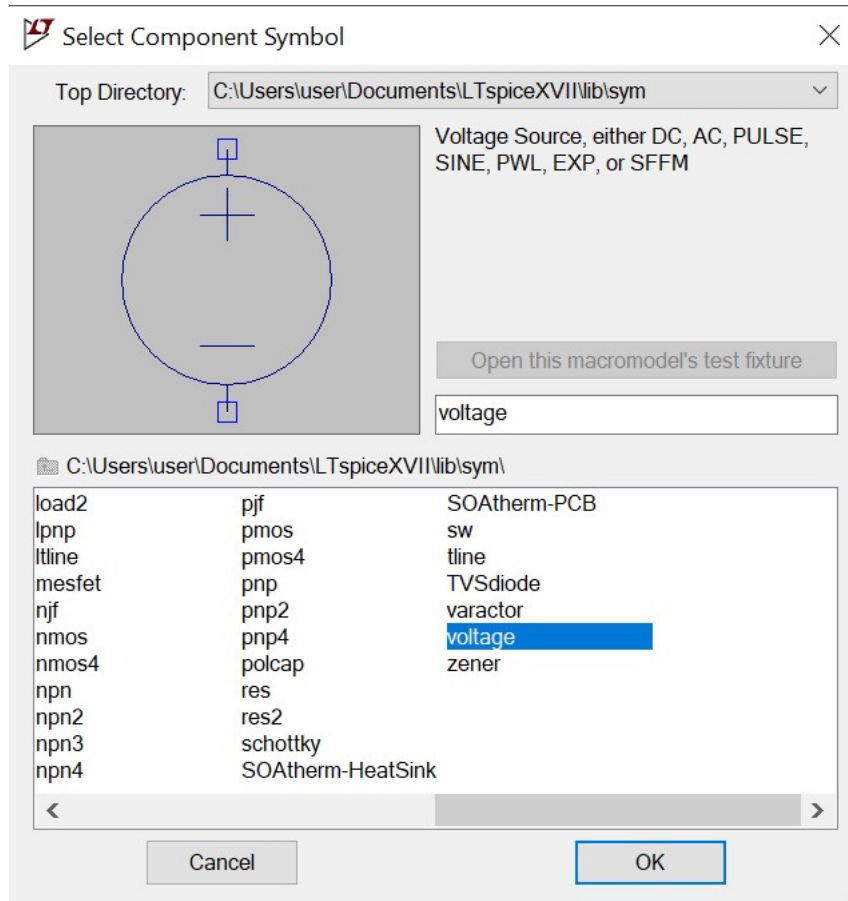 Select Component Symbol
Top Directory:
C:\Users\user\Documents\LTspiceXVII\lib\sym
Voltage Source, either DC, AC, PULSE,
SINE, PWL, EXP, or SFFM
Open this macromodel's test fixture
voltage
C:\Users\user\Documents\LTspiceXVII\lib\sym\
load2
lpnp
ltline
mesfet
njf
nmos
nmos4
npn
npn2
npn3
npn4
pjf
pmos
pmos4
pnp
pnp2
pnp4
polcap
res
res2
schottky
SOAtherm-HeatSink
SOAtherm-PCB
sw
tline
TVSdiode
varactor
voltage
zener
Cancel
OK